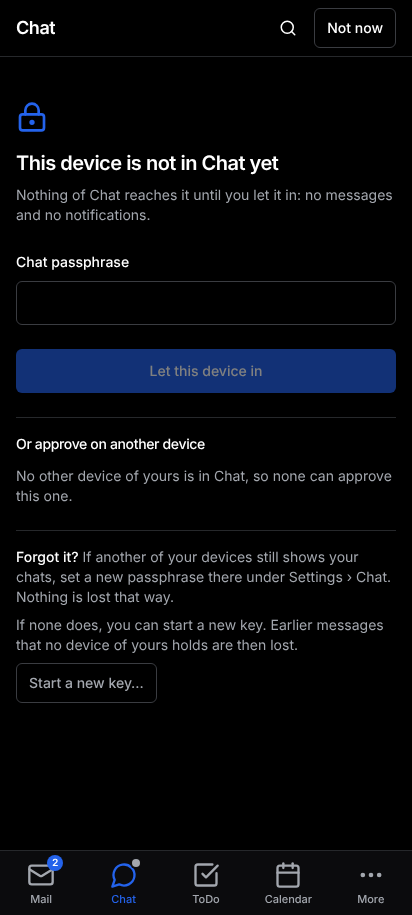 Chat
Not now
This device is not in Chat yet
Nothing of Chat reaches it until you let it in: no messages
and no notifications.
Chat passphrase
Let this device in
Or approve on another device
No other device of yours is in Chat, so none can approve
this one.
Forgot it? If another of your devices still shows your
chats, set a new passphrase there under Settings › Chat.
Nothing is lost that way.
If none does, you can start a new key. Earlier messages
that no device of yours holds are then lost.
Start a new key...
2
Mail
Chat
ToDo
Calendar
More